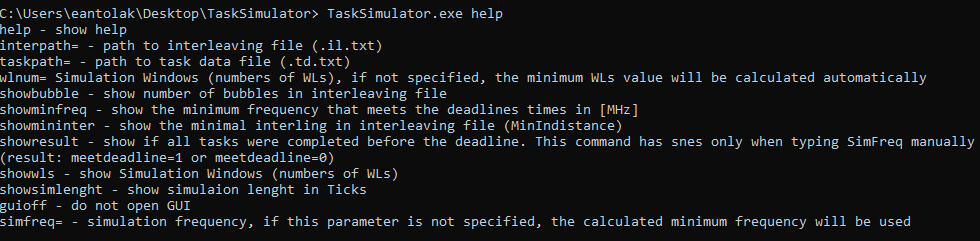 C:\Users\eantolak\Desktop\TaskSimulator> TaskSimulator.exe help
help - show help
interpath= - path to interleaving file (.il.txt)
taskpath= - path to task data file (.td.txt)
wlnum= Simulation Windows (numbers of WLs), if not specified, the minimum WLs value will be calculated automatically
showbubble - show number of bubbles in interleaving file
showminfreq - show the minimum frequency that meets the deadlines times in [MHz]
showmininter - show the minimal interling in interleaving file (MinIndistance)
showresult - show if all tasks were completed before the deadline. This command has snes only when typing SimFreq manually
(result: meetdeadline=1 or meetdeadline=0)
showwls - show Simulation Windows (numbers of WLs)
showsimlenght - show simulaion lenght in Ticks
guioff - do not open GUI
simfreq= - simulation frequency, if this parameter is not specified, the calculated minimum frequency will be used